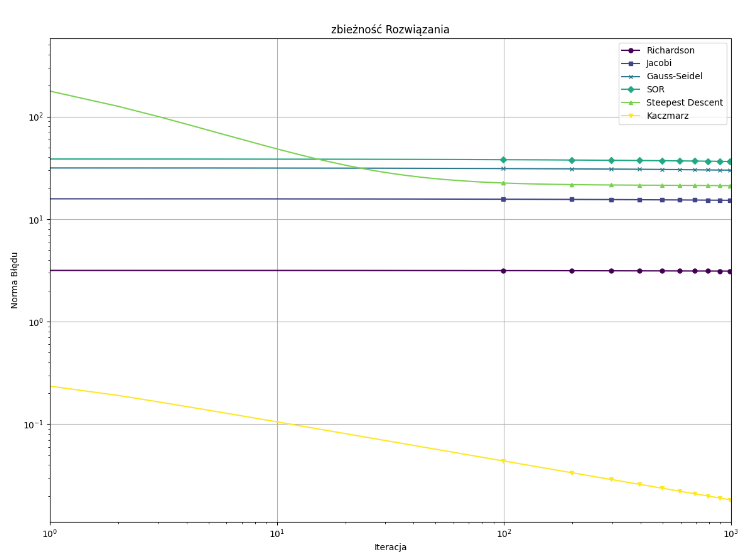 zbieżność Rozwiązania
Richardson
Jacobi
Gauss-Seidel
SOR
Steepest Descent
Kaczmarz
Norma Błędu
10²
10¹
10⁰
10⁻¹
10⁰ 10¹ 10² 10³
Iteracja